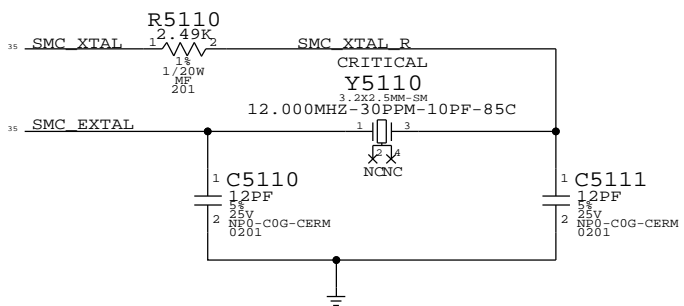 R5110
2.49K
35 SMC_XTAL 1 2 SMC_XTAL_R
1%
1/20W
MF
201
CRITICAL
Y5110
3.2X2.5MM-SM
12.000MHZ-30PPM-10PF-85C
35 SMC_EXTAL 1 3
2 4
NC NC
1 C5110
12PF
5%
2 25V
NP0-C0G-CERM
0201
1 C5111
12PF
5%
2 25V
NP0-C0G-CERM
0201